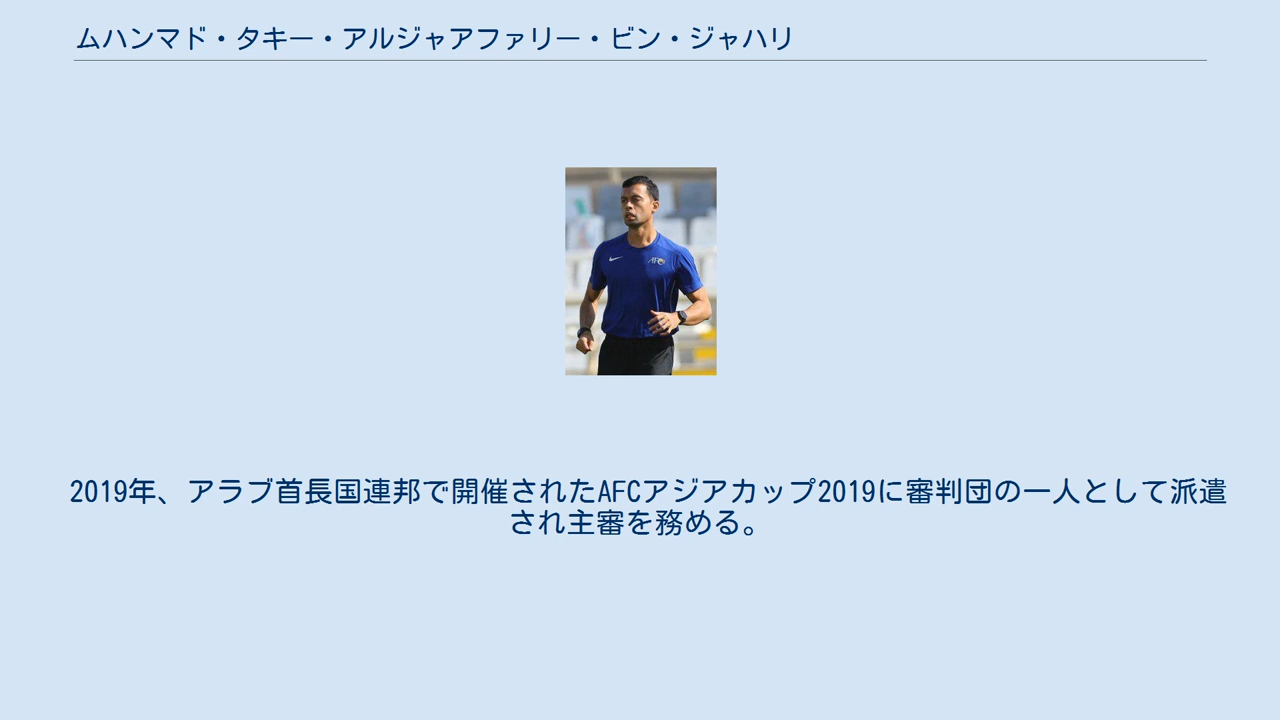 ムハンマド・タキー・アルジャアファリー・ビン・ジャハリ
AFC
2019年、アラブ首長国連邦で開催されたAFCアジアカップ2019に審判団の一人として派遣
され主審を務める。